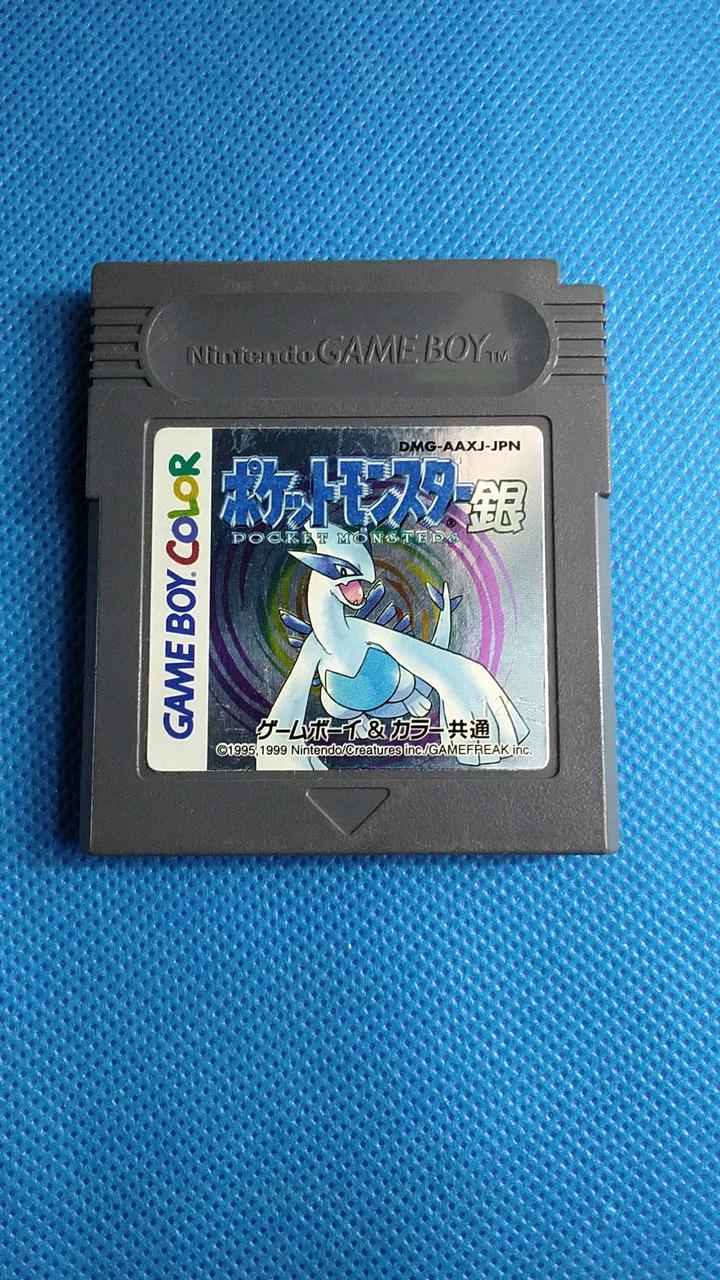 Nintendo GAME BOY TM
DMG-AAXJ-JPN
ポケットモンスター銀
POCKET MONSTERS
GAME BOY COLOR
ゲームボーイ & カラー共通
©1995,1999 Nintendo/Creatures inc./GAMEFREAK inc.